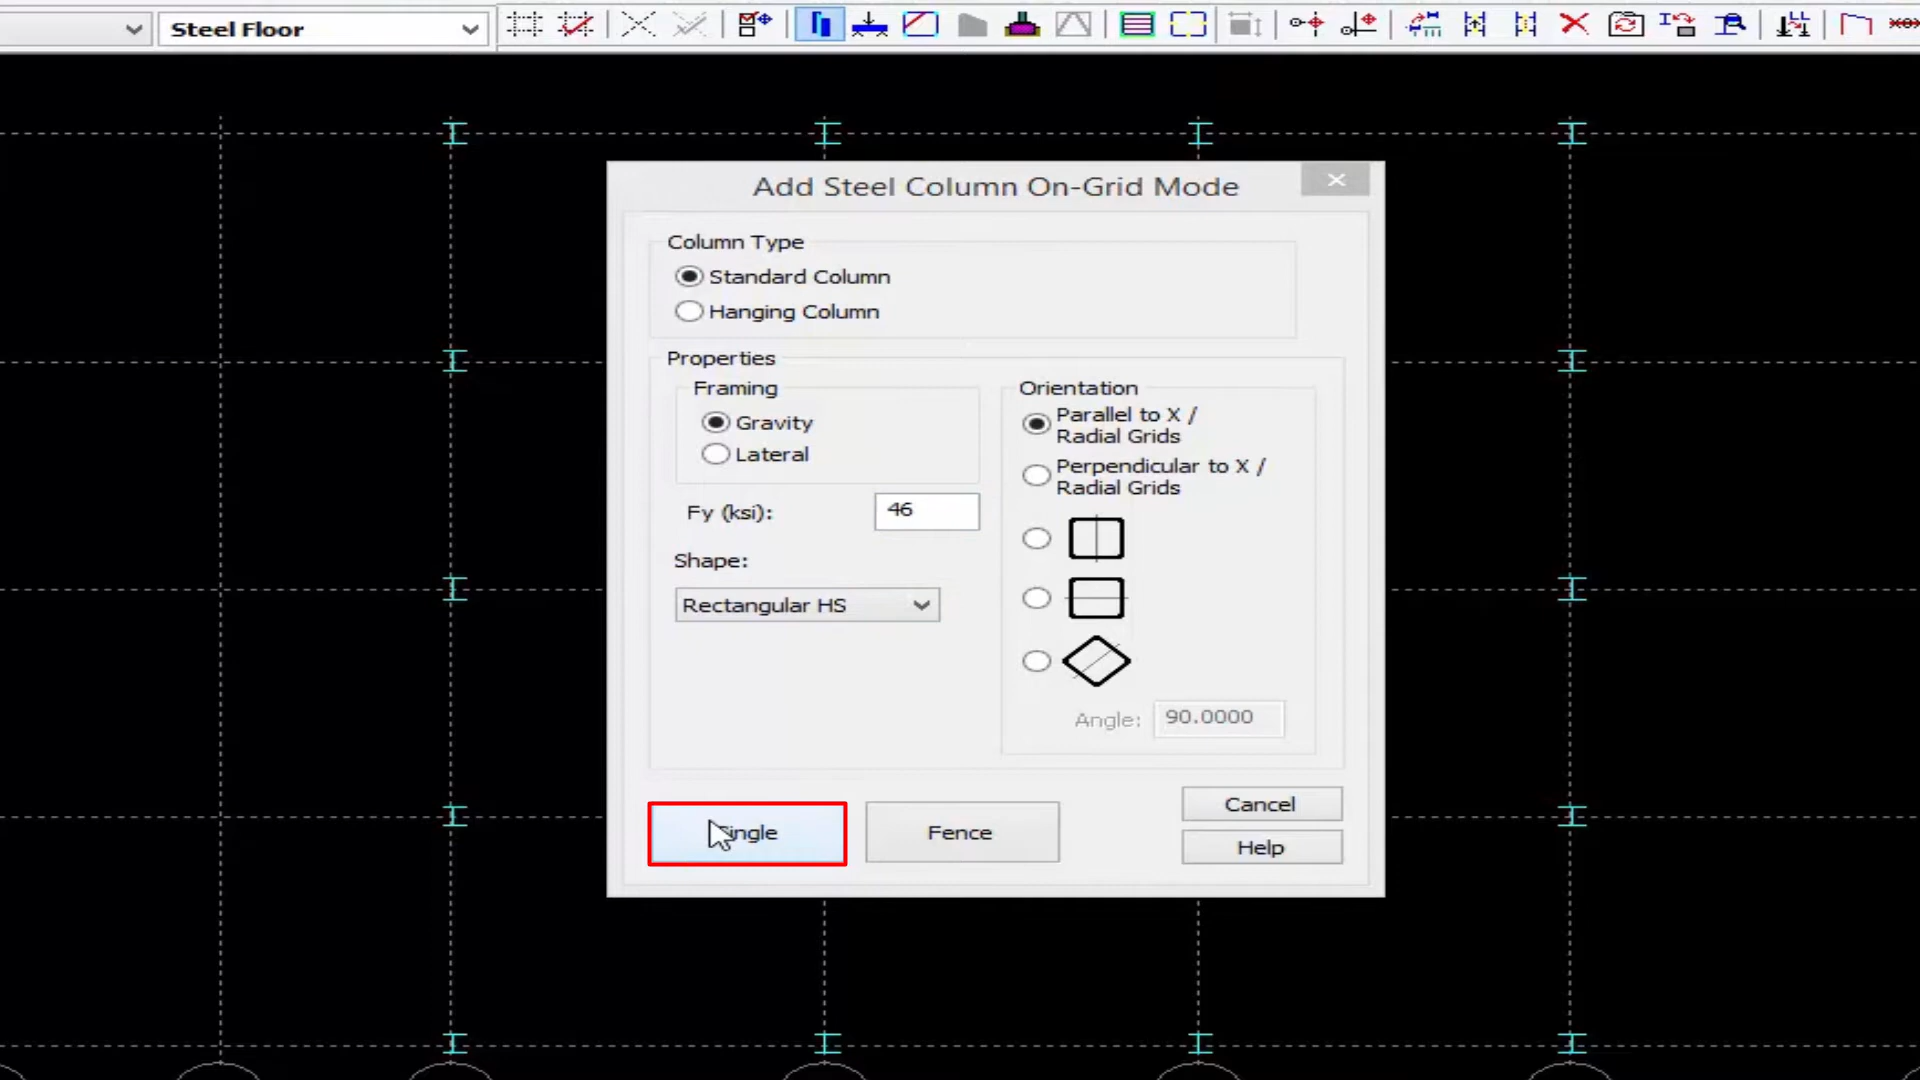 Steel Floor
Add Steel Column On-Grid Mode
Column Type
Standard Column
Hanging Column
Properties
Framing
Gravity
Lateral
Fy (ksi):
46
Shape:
Rectangular HS
Orientation
Parallel to X /
Radial Grids
Perpendicular to X /
Radial Grids
Angle:
90.0000
Single
Fence
Cancel
Help